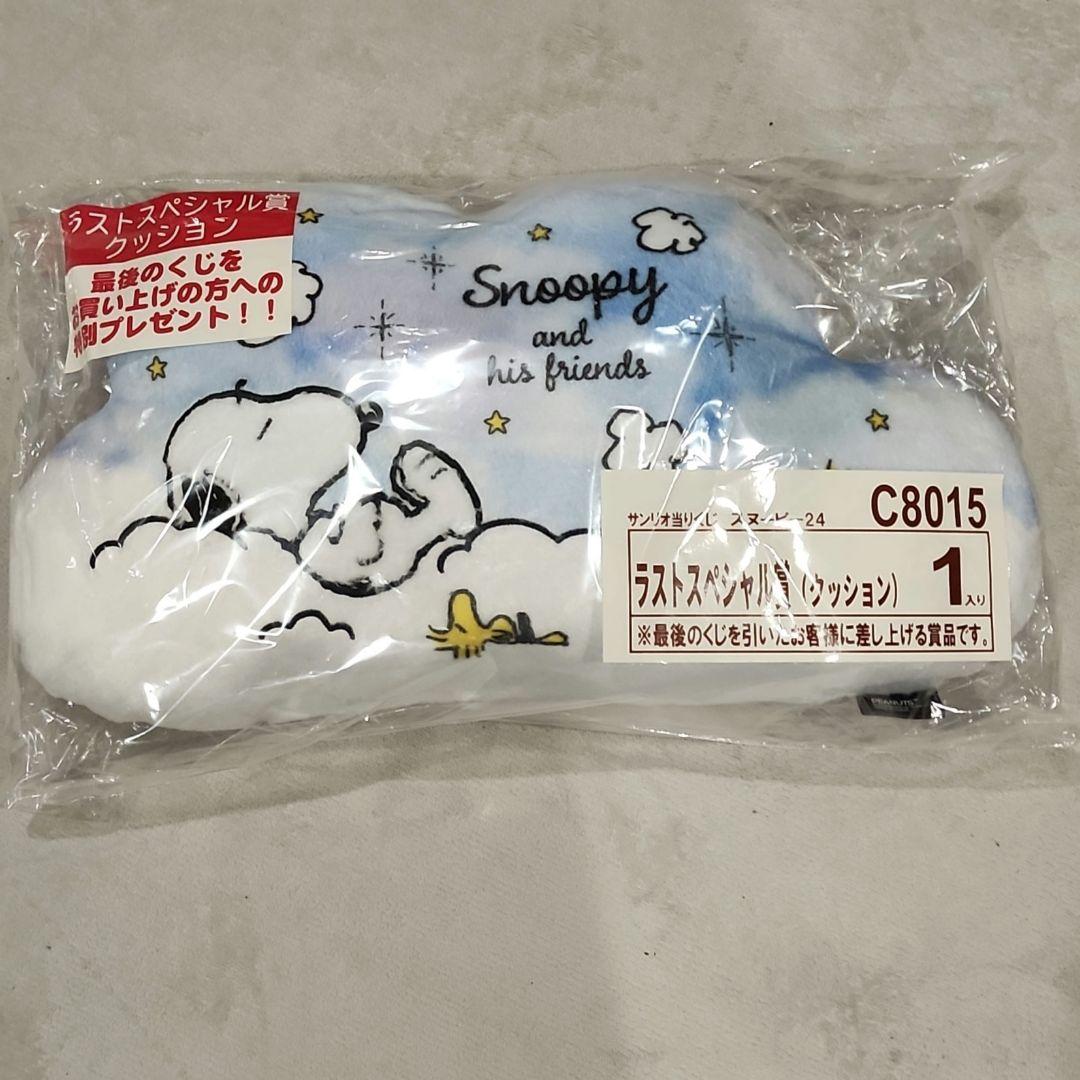 ラストスペシャル賞
クッション
最後のくじを
お買い上げの方への
特別プレゼント！！
Snoopy
and
his friends
サンリオ当りくじ スヌーピー24
C8015
ラストスペシャル賞（クッション）
1入り
※最後のくじを引いたお客様に差し上げる賞品です。
PEANUTS